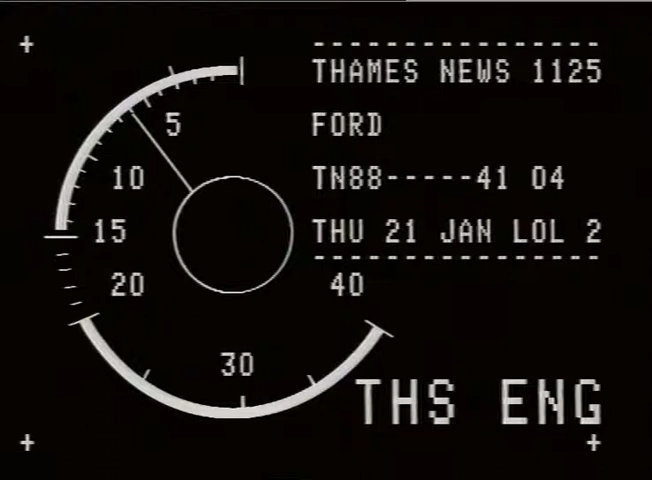 THAMES NEWS 1125
FORD
TN88-----41 04
THU 21 JAN LOL 2
5
10
15
20
30
40
THS ENG